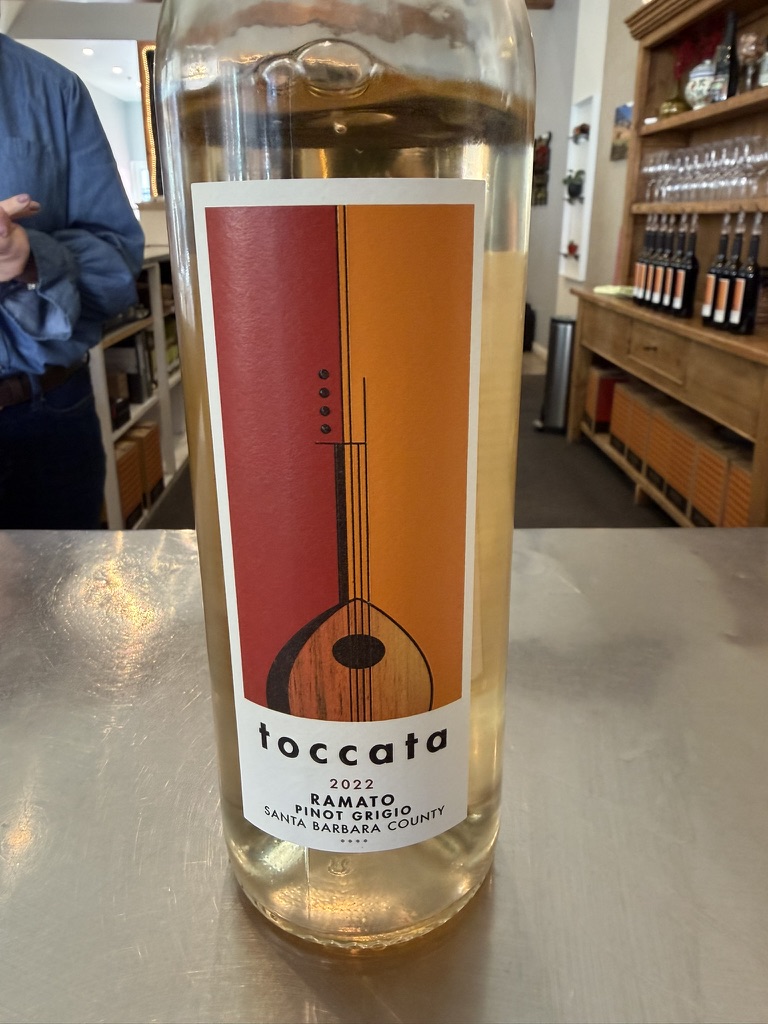 toccata
2022
RAMATO
PINOT GRIGIO
SANTA BARBARA COUNTY